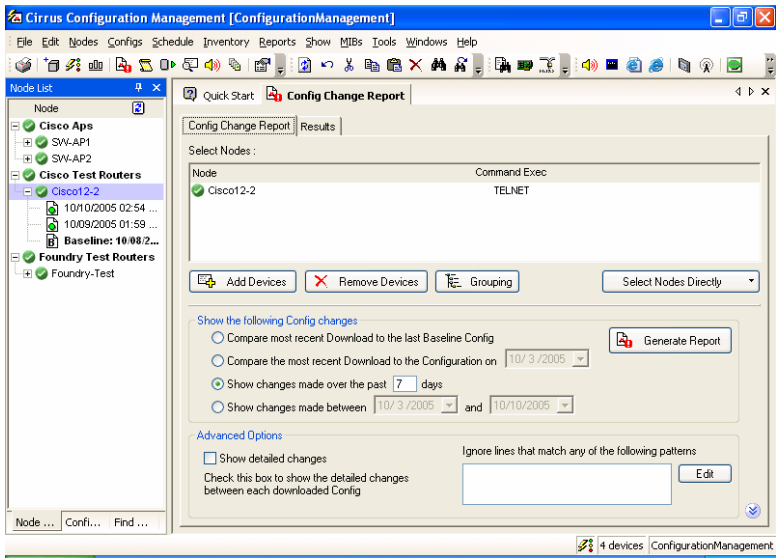 Cirrus Configuration Management [ConfigurationManagement]
File Edit Nodes Configs Schedule Inventory Reports Show MIBs Tools Windows Help
Node List
Node
Cisco Aps
SW-AP1
SW-AP2
Cisco Test Routers
Cisco12-2
10/10/2005 02:54 ...
10/09/2005 01:59 ...
Baseline: 10/08/2...
Foundry Test Routers
Foundry-Test
Node ... Confi... Find ...
Quick Start Config Change Report
Config Change Report Results
Select Nodes :
Node Command Exec
Cisco12-2 TELNET
Add Devices Remove Devices Grouping Select Nodes Directly
Show the following Config changes
Compare most recent Download to the last Baseline Config
Generate Report
Compare the most recent Download to the Configuration on 10/ 3 /2005
Show changes made over the past 7 days
Show changes made between 10/ 3 /2005 and 10/10/2005
Advanced Options
Show detailed changes
Check this box to show the detailed changes
between each downloaded Config
Ignore lines that match any of the following patterns
Edit
4 devices ConfigurationManagement